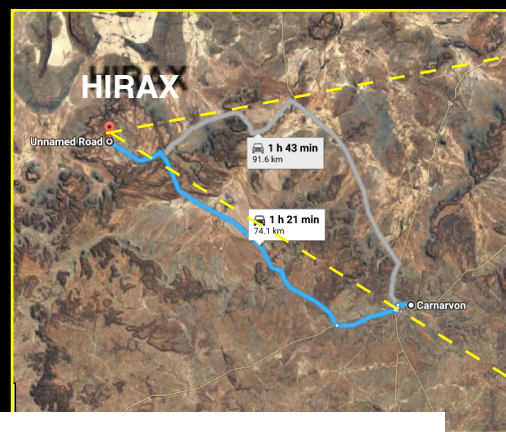 HIRAX
Unnamed Road
1 h 43 min
91.6 km
1 h 21 min
74.1 km
Carnarvon